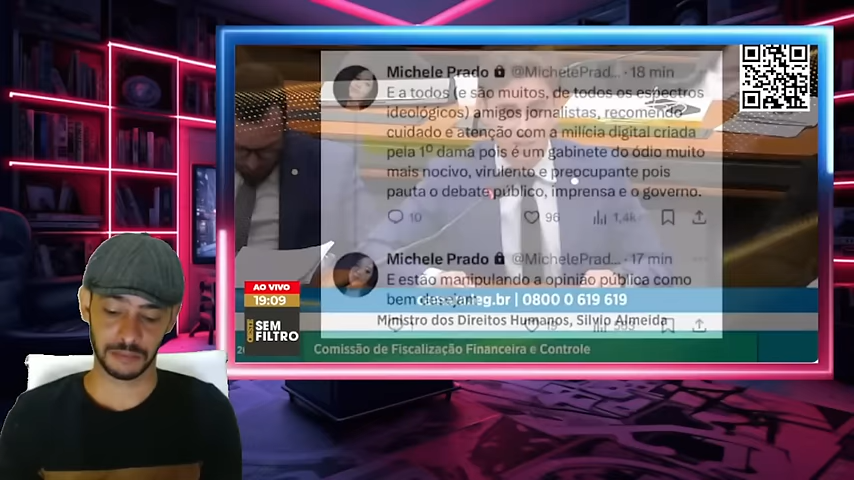 Michele Prado @MichelePrad... · 18 min
E a todos (e são muitos, de todos os espectros
ideológicos) amigos jornalistas, recomendo
cuidado e atenção com a milícia digital criada
pela 1º dama pois é um gabinete do ódio muito
mais nocivo, virulento e preocupante pois
pauta o debate público, imprensa e o governo.
10 96 1,4k
Michele Prado @MichelePrad... · 17 min
E estão manipulando a opinião pública como
bem
.leg.br | 0800 0 619 619
Ministro dos Direitos Humanos, Silvio Almeida
Comissão de Fiscalização Financeira e Controle
AO VIVO
19:09
SEM
FILTRO